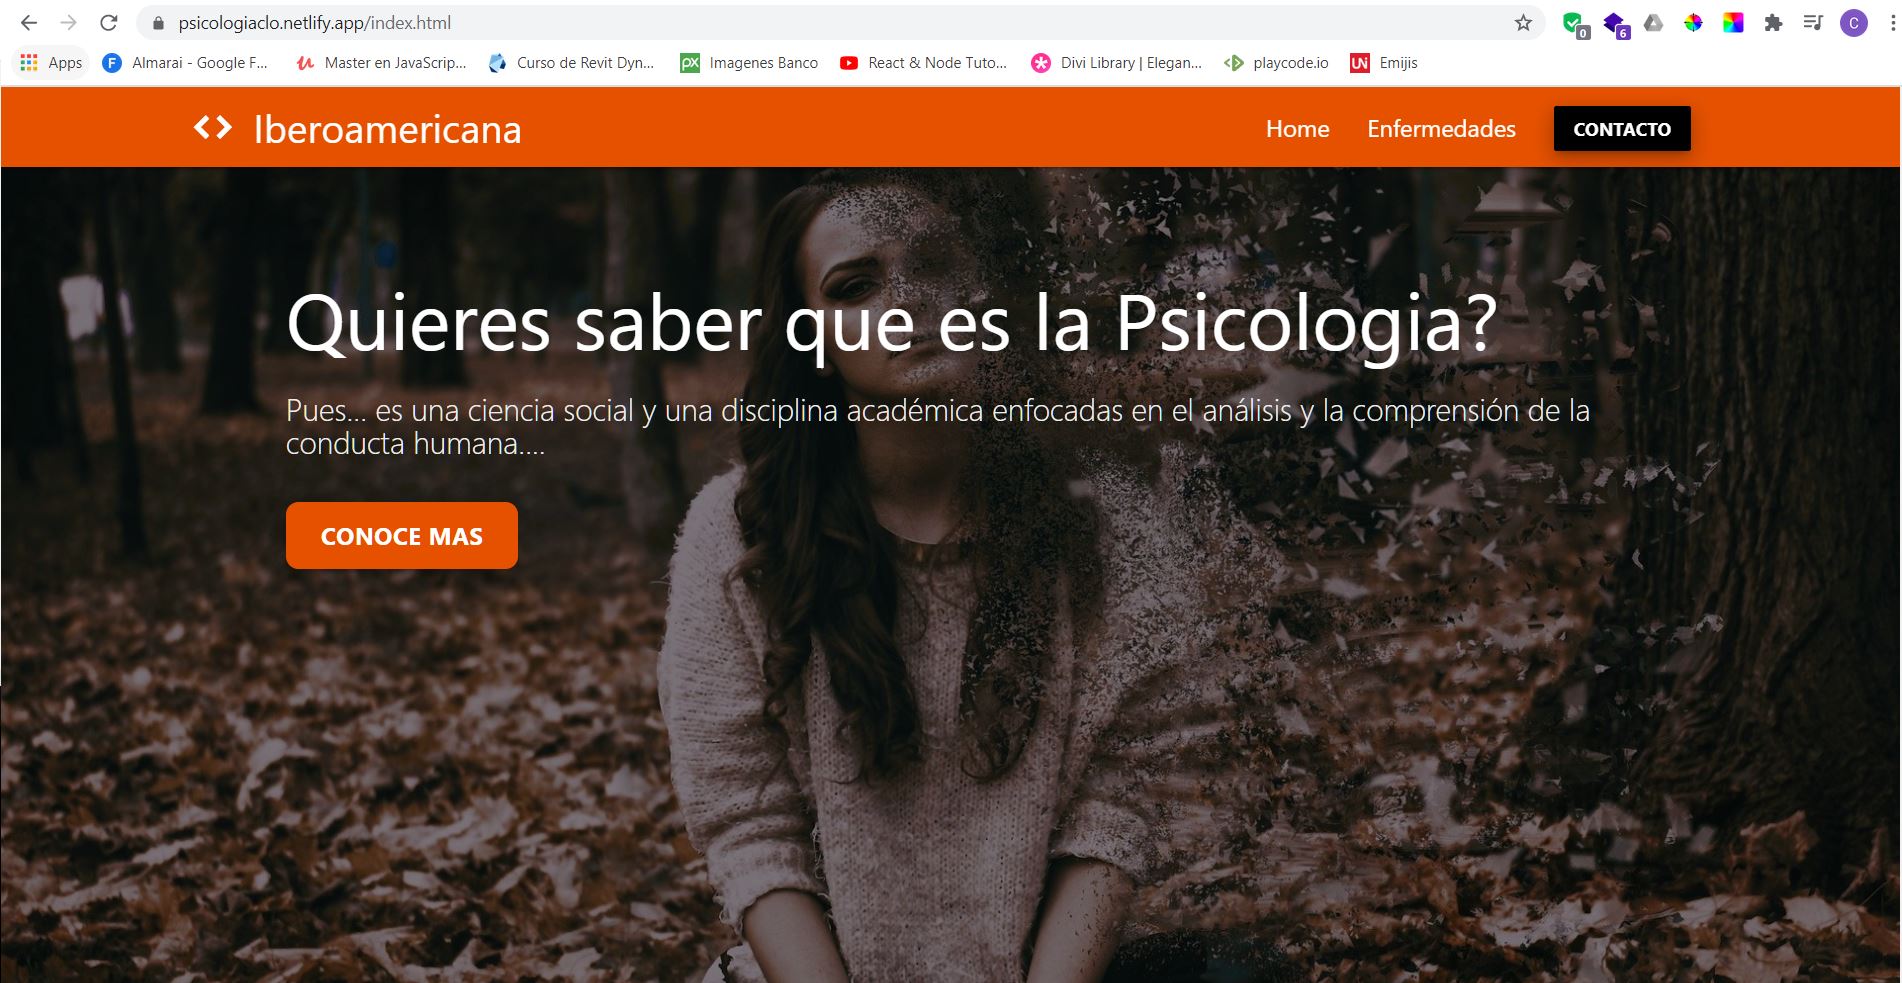 psicologiaclo.netlify.app/index.html
0
6
C
Apps
Almarai - Google F...
Master en JavaScrip...
Curso de Revit Dyn...
px Imagenes Banco
React & Node Tuto...
Divi Library | Elegan...
playcode.io
UN Emijis
<> Iberoamericana
Home
Enfermedades
CONTACTO
Quieres saber que es la Psicologia?
Pues... es una ciencia social y una disciplina académica enfocadas en el análisis y la comprensión de la
conducta humana....
CONOCE MAS